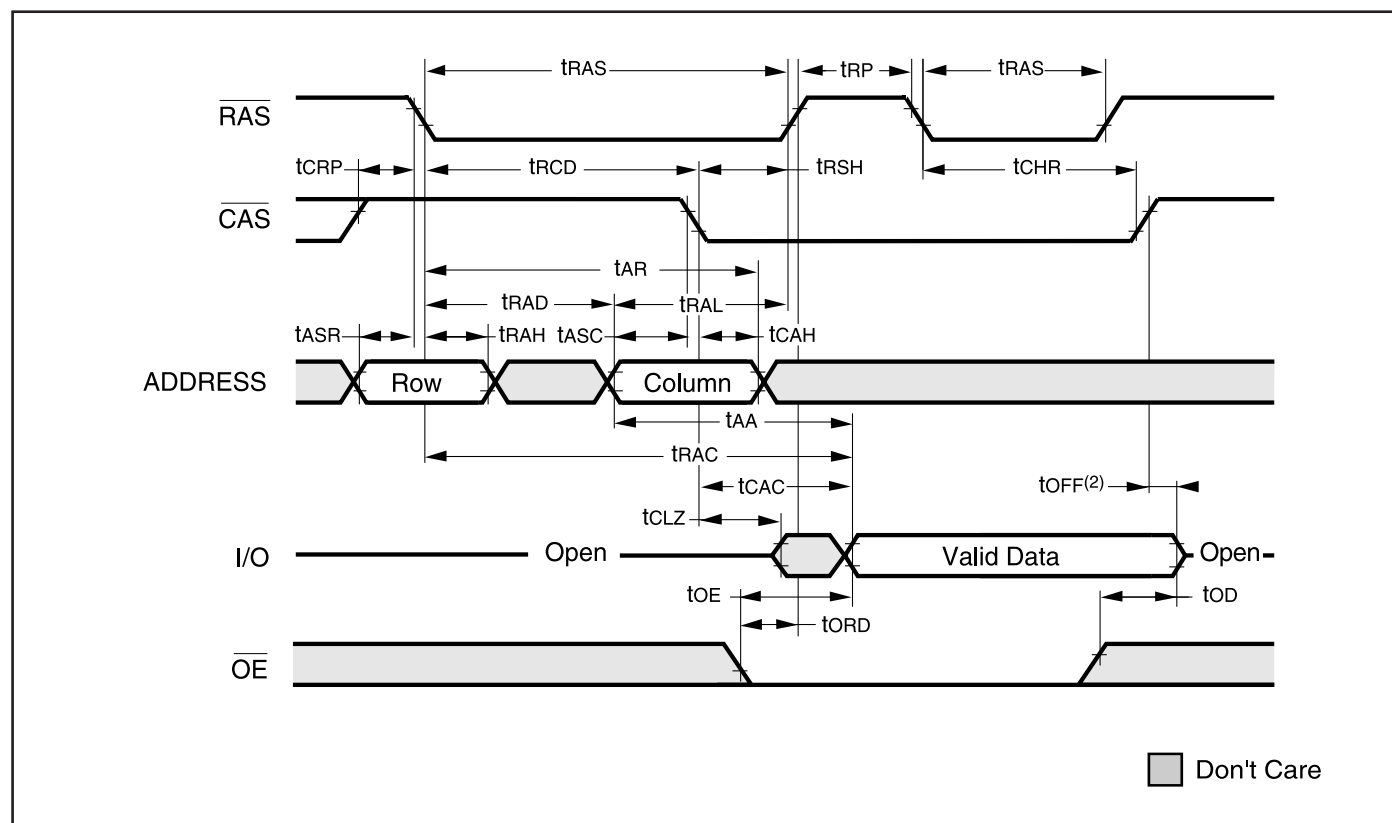 tRAS tRP tRAS
RAS
tCRP tRCD tRSH tCHR
CAS
tAR
tRAD tRAL
tASR tRAH tASC tCAH
ADDRESS Row Column
tAA
tRAC
tCAC tOFF(2)
tCLZ
I/O Open Valid Data Open
tOE tOD
tORD
OE
Don't Care